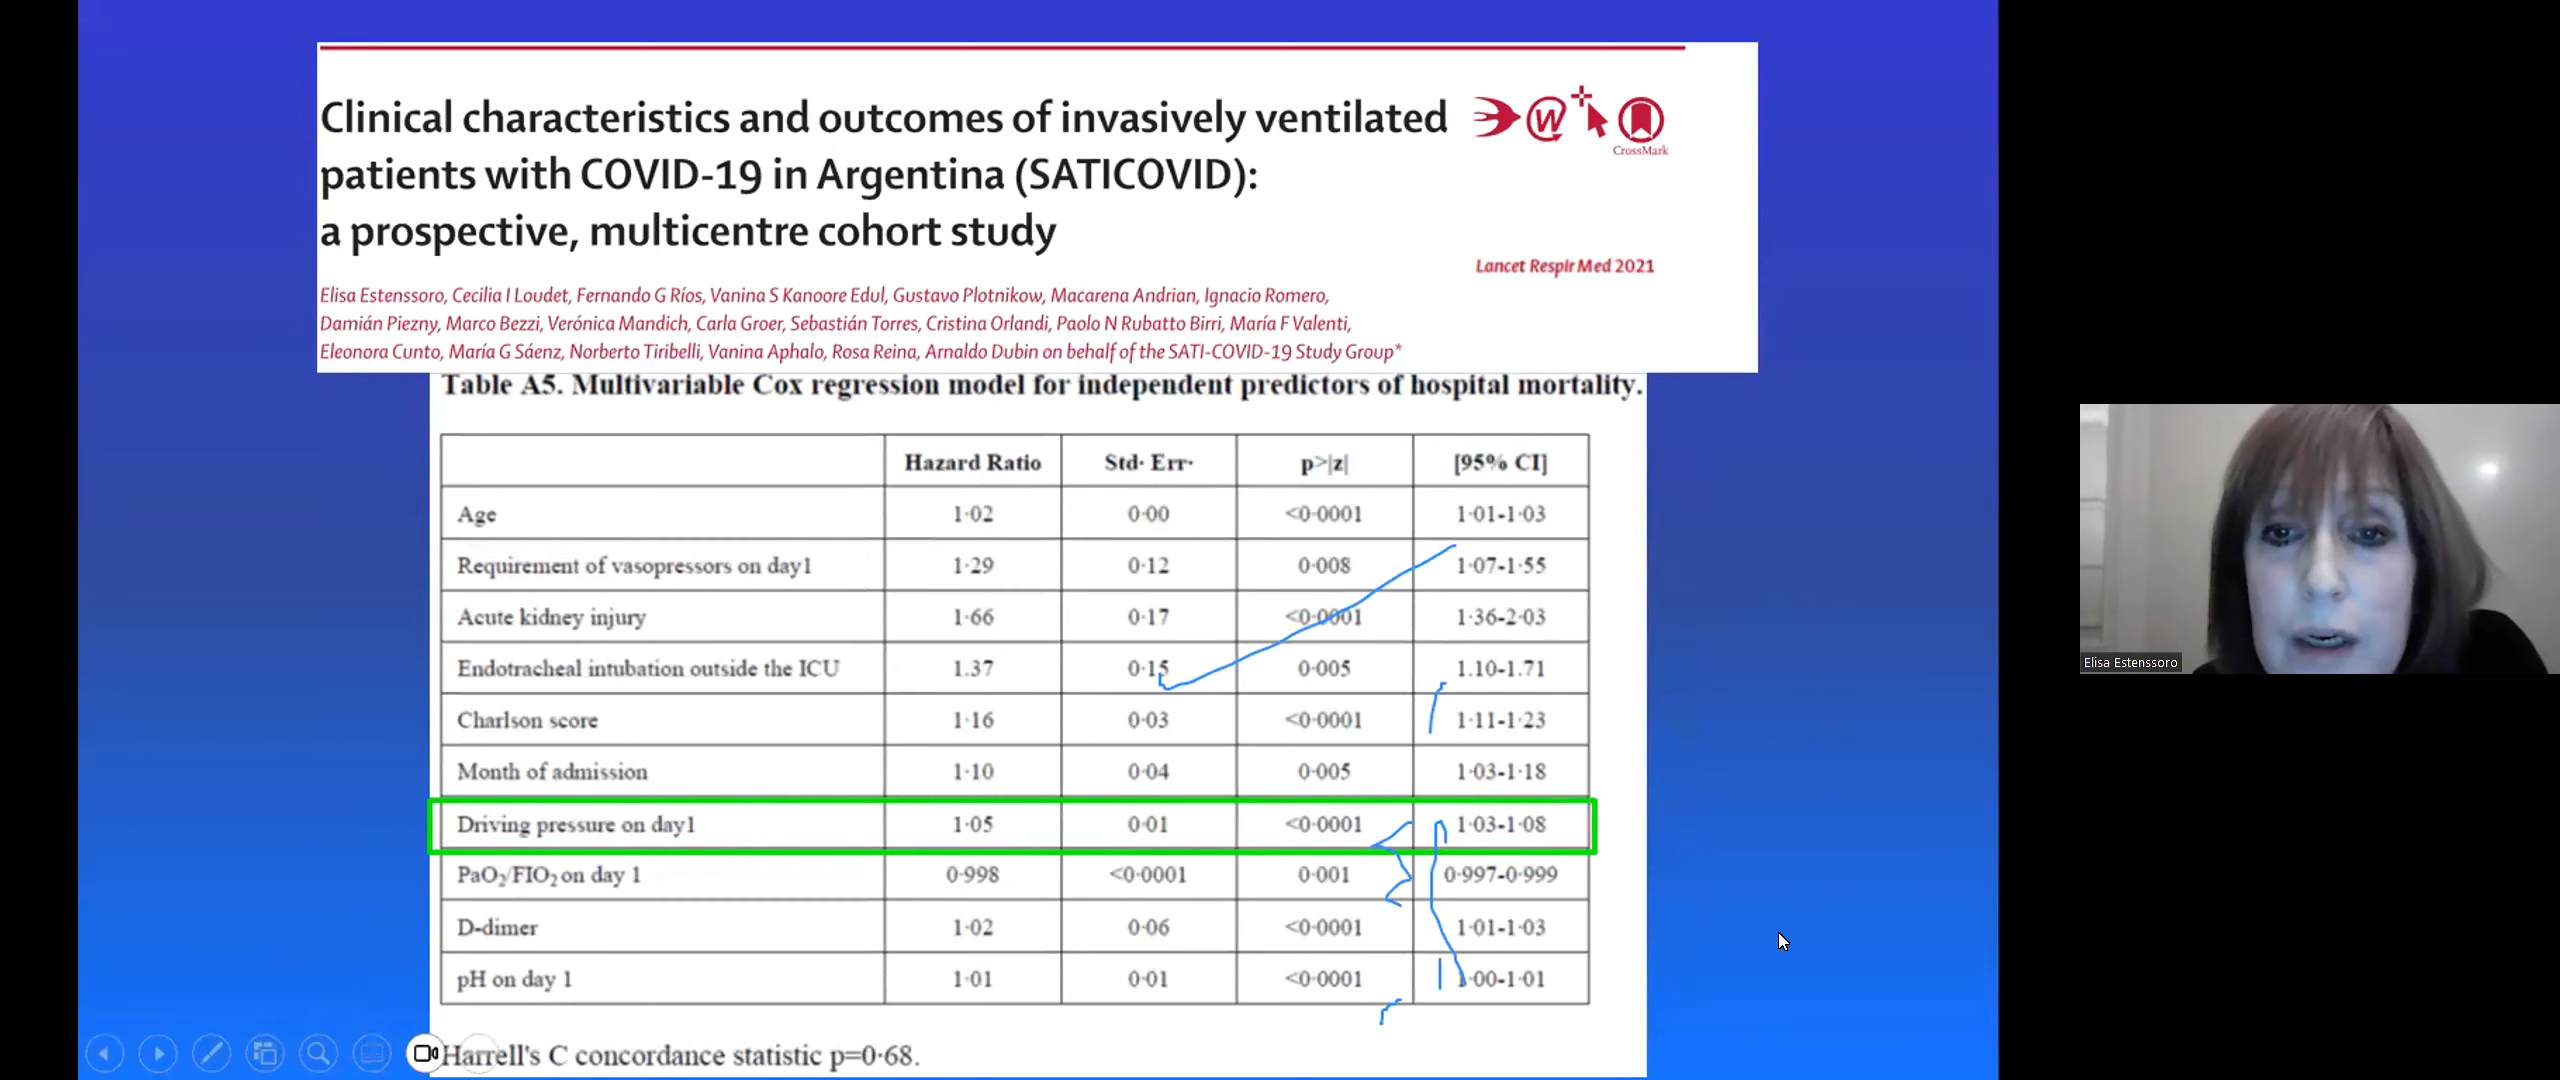 Clinical characteristics and outcomes of invasively ventilated
patients with COVID-19 in Argentina (SATICOVID):
a prospective, multicentre cohort study
W
CrossMark
Lancet Respir Med 2021
Elisa Estenssoro, Cecilia I Loudet, Fernando G Ríos, Vanina S Kanoore Edul, Gustavo Plotnikow, Macarena Andrian, Ignacio Romero,
Damián Piezny, Marco Bezzi, Verónica Mandich, Carla Groer, Sebastián Torres, Cristina Orlandi, Paolo N Rubatto Birri, María F Valenti,
Eleonora Cunto, María G Sáenz, Norberto Tiribelli, Vanina Aphalo, Rosa Reina, Arnaldo Dubin on behalf of the SATI-COVID-19 Study Group*
Table A5. Multivariable Cox regression model for independent predictors of hospital mortality.
Hazard Ratio Std· Err· p>|z| [95% CI]
Age 1·02 0·00 <0·0001 1·01-1·03
Requirement of vasopressors on day1 1·29 0·12 0·008 1·07-1·55
Acute kidney injury 1·66 0·17 <0·0001 1·36-2·03
Endotracheal intubation outside the ICU 1.37 0·15 0·005 1.10-1.71
Charlson score 1·16 0·03 <0·0001 1·11-1·23
Month of admission 1·10 0·04 0·005 1·03-1·18
Driving pressure on day1 1·05 0·01 <0·0001 1·03-1·08
PaO₂/FIO₂ on day 1 0·998 <0·0001 0·001 0·997-0·999
D-dimer 1·02 0·06 <0·0001 1·01-1·03
pH on day 1 1·01 0·01 <0·0001 1·00-1·01
Harrell's C concordance statistic p=0·68.
Elisa Estenssoro